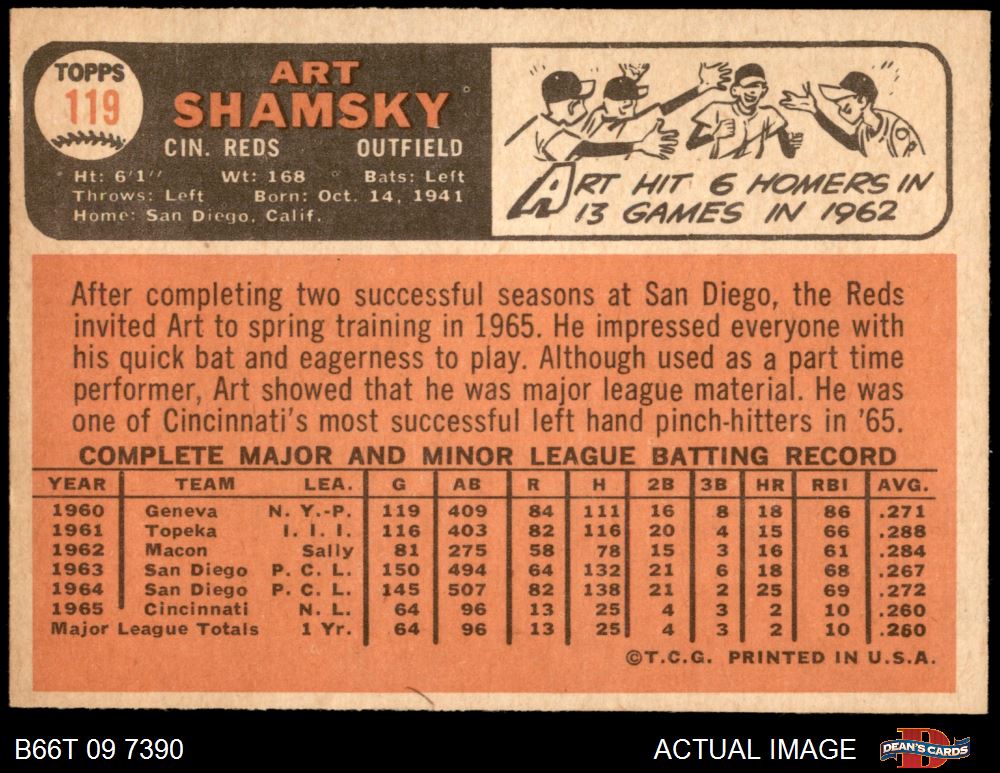 TOPPS
119
ART
SHAMSKY
CIN. REDS OUTFIELD
Ht: 6'1" Wt: 168 Bats: Left
Throws: Left Born: Oct. 14, 1941
Home: San Diego, Calif.
ART HIT 6 HOMERS IN
13 GAMES IN 1962
After completing two successful seasons at San Diego, the Reds
invited Art to spring training in 1965. He impressed everyone with
his quick bat and eagerness to play. Although used as a part time
performer, Art showed that he was major league material. He was
one of Cincinnati's most successful left hand pinch-hitters in '65.
COMPLETE MAJOR AND MINOR LEAGUE BATTING RECORD
YEAR TEAM LEA. G AB R H 2B 3B HR RBI AVG.
1960 Geneva N. Y.-P. 119 409 84 111 16 8 18 86 .271
1961 Topeka I. I. I. 116 403 82 116 20 4 15 66 .288
1962 Macon Sally 81 275 58 78 15 3 16 61 .284
1963 San Diego P. C. L. 150 494 64 132 21 6 18 68 .267
1964 San Diego P. C. L. 145 507 82 138 21 2 25 69 .272
1965 Cincinnati N. L. 64 96 13 25 4 3 2 10 .260
Major League Totals 1 Yr. 64 96 13 25 4 3 2 10 .260
©T.C.G. PRINTED IN U.S.A.
B66T 09 7390 ACTUAL IMAGE DEAN'S CARDS